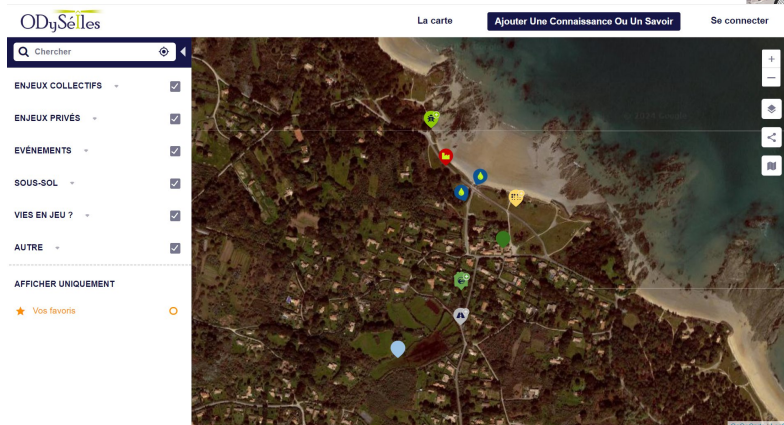 ODySéIles
La carte
Ajouter Une Connaissance Ou Un Savoir
Se connecter
Chercher
ENJEUX COLLECTIFS
ENJEUX PRIVÉS
EVÈNEMENTS
SOUS-SOL
VIES EN JEU ?
AUTRE
AFFICHER UNIQUEMENT
Vos favoris